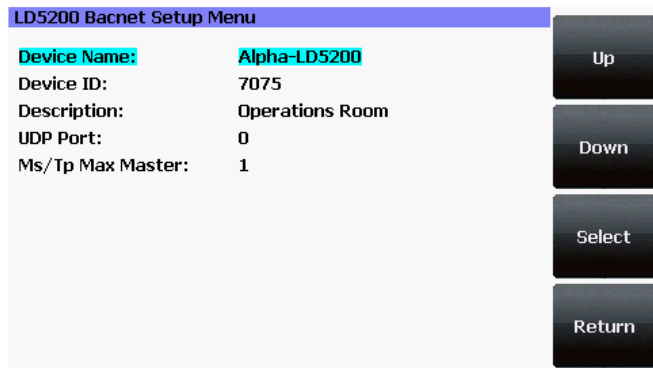 LD5200 Bacnet Setup Menu
Device Name: Alpha-LD5200
Device ID: 7075
Description: Operations Room
UDP Port: 0
Ms/Tp Max Master: 1
Up
Down
Select
Return